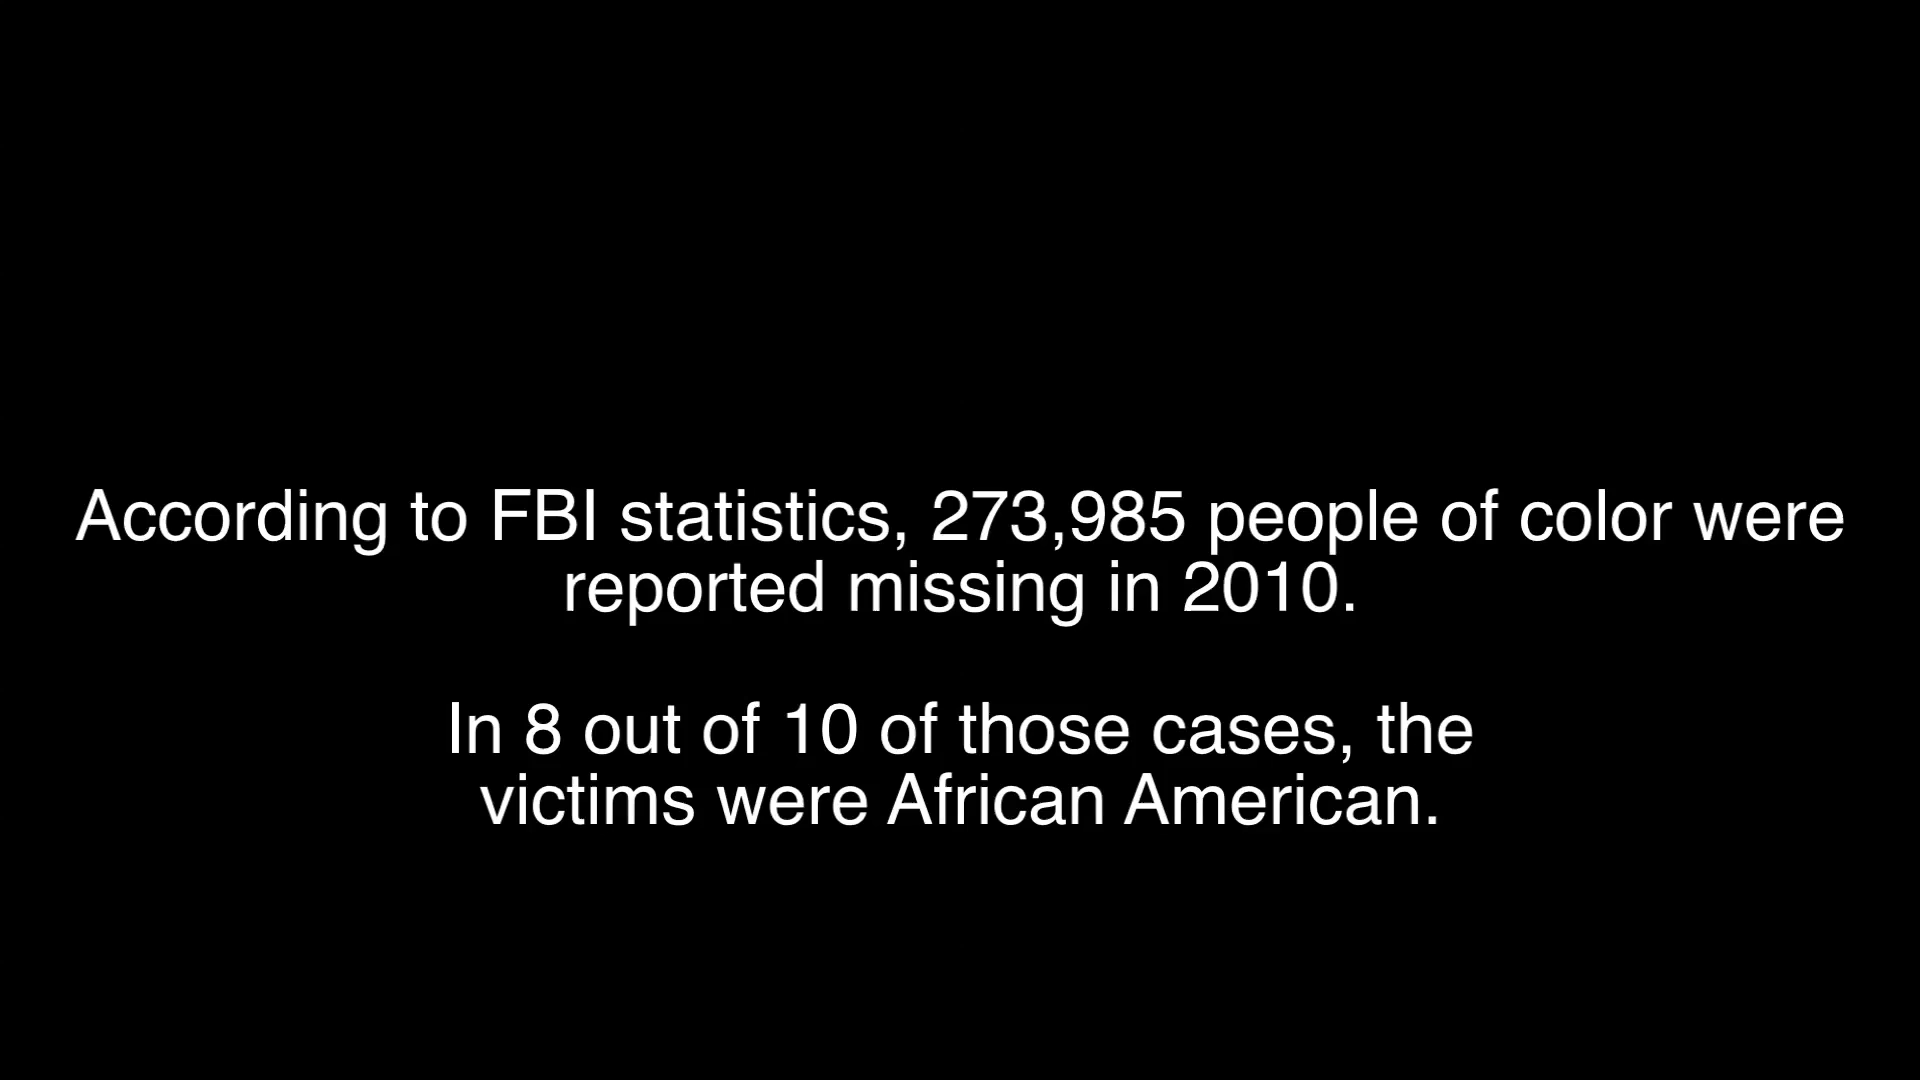 According to FBI statistics, 273,985 people of color were
reported missing in 2010.
In 8 out of 10 of those cases, the
victims were African American.